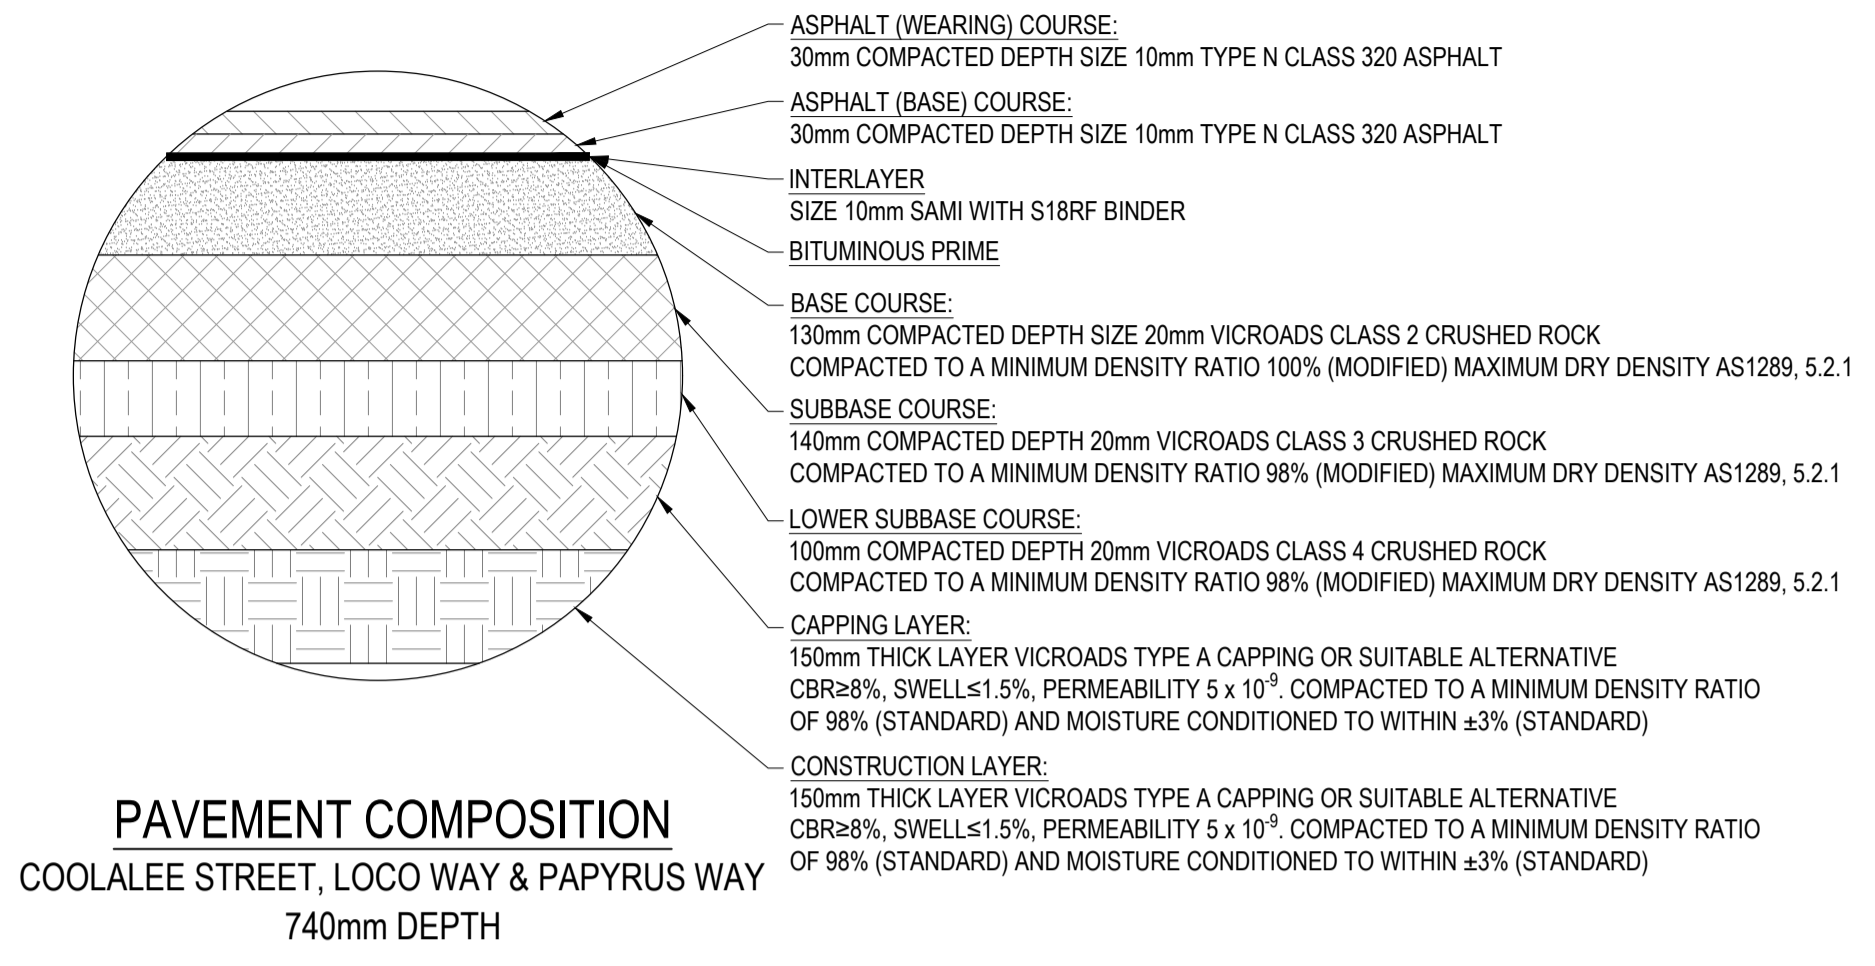 ASPHALT (WEARING) COURSE:
30mm COMPACTED DEPTH SIZE 10mm TYPE N CLASS 320 ASPHALT
ASPHALT (BASE) COURSE:
30mm COMPACTED DEPTH SIZE 10mm TYPE N CLASS 320 ASPHALT
INTERLAYER
SIZE 10mm SAMI WITH S18RF BINDER
BITUMINOUS PRIME
BASE COURSE:
130mm COMPACTED DEPTH SIZE 20mm VICROADS CLASS 2 CRUSHED ROCK
COMPACTED TO A MINIMUM DENSITY RATIO 100% (MODIFIED) MAXIMUM DRY DENSITY AS1289, 5.2.1
SUBBASE COURSE:
140mm COMPACTED DEPTH 20mm VICROADS CLASS 3 CRUSHED ROCK
COMPACTED TO A MINIMUM DENSITY RATIO 98% (MODIFIED) MAXIMUM DRY DENSITY AS1289, 5.2.1
LOWER SUBBASE COURSE:
100mm COMPACTED DEPTH 20mm VICROADS CLASS 4 CRUSHED ROCK
COMPACTED TO A MINIMUM DENSITY RATIO 98% (MODIFIED) MAXIMUM DRY DENSITY AS1289, 5.2.1
CAPPING LAYER:
150mm THICK LAYER VICROADS TYPE A CAPPING OR SUITABLE ALTERNATIVE
CBR≥8%, SWELL≤1.5%, PERMEABILITY 5 x 10⁻⁹. COMPACTED TO A MINIMUM DENSITY RATIO
OF 98% (STANDARD) AND MOISTURE CONDITIONED TO WITHIN ±3% (STANDARD)
CONSTRUCTION LAYER:
150mm THICK LAYER VICROADS TYPE A CAPPING OR SUITABLE ALTERNATIVE
CBR≥8%, SWELL≤1.5%, PERMEABILITY 5 x 10⁻⁹. COMPACTED TO A MINIMUM DENSITY RATIO
OF 98% (STANDARD) AND MOISTURE CONDITIONED TO WITHIN ±3% (STANDARD)
PAVEMENT COMPOSITION
COOLALEE STREET, LOCO WAY & PAPYRUS WAY
740mm DEPTH